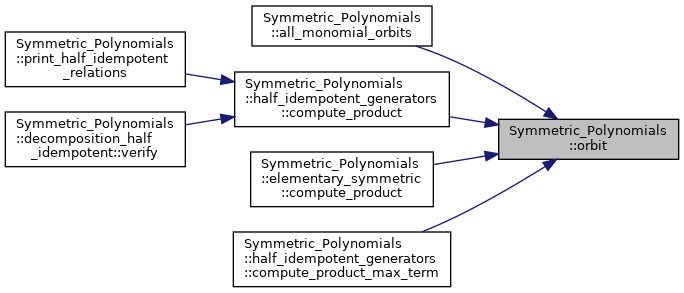 Symmetric_Polynomials
::all_monomial_orbits
Symmetric_Polynomials
::print_half_idempotent
_relations
Symmetric_Polynomials
::half_idempotent_generators
::compute_product
Symmetric_Polynomials
::decomposition_half
_idempotent::verify
Symmetric_Polynomials
::orbit
Symmetric_Polynomials
::elementary_symmetric
::compute_product
Symmetric_Polynomials
::half_idempotent_generators
::compute_product_max_term